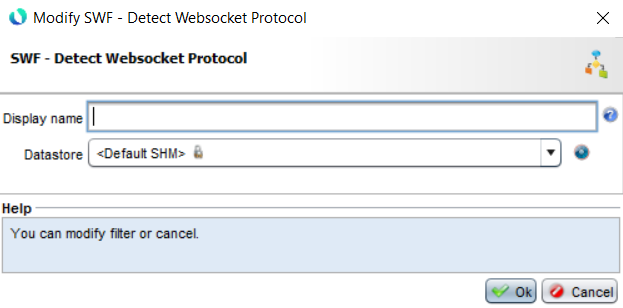 Modify SWF - Detect Websocket Protocol
SWF - Detect Websocket Protocol
Display name
Datastore <Default SHM>
Help
You can modify filter or cancel.
Ok Cancel